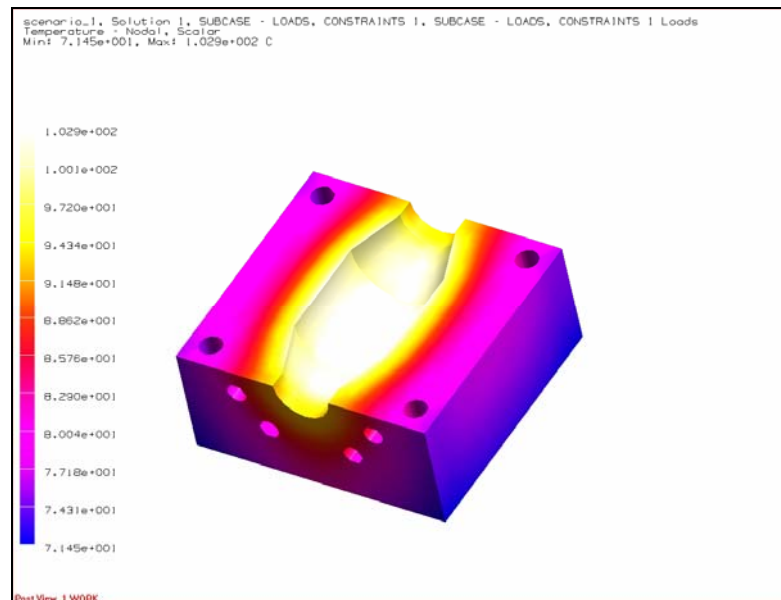 scenario_1, Solution 1, SUBCASE - LOADS, CONSTRAINTS 1, SUBCASE - LOADS, CONSTRAINTS 1 Loads
Temperature - Nodal, Scalar
Min: 7.145e+001, Max: 1.029e+002 C
1.029e+002
1.001e+002
9.720e+001
9.434e+001
9.148e+001
8.862e+001
8.576e+001
8.290e+001
8.004e+001
7.718e+001
7.431e+001
7.145e+001
Post View 1 WORK